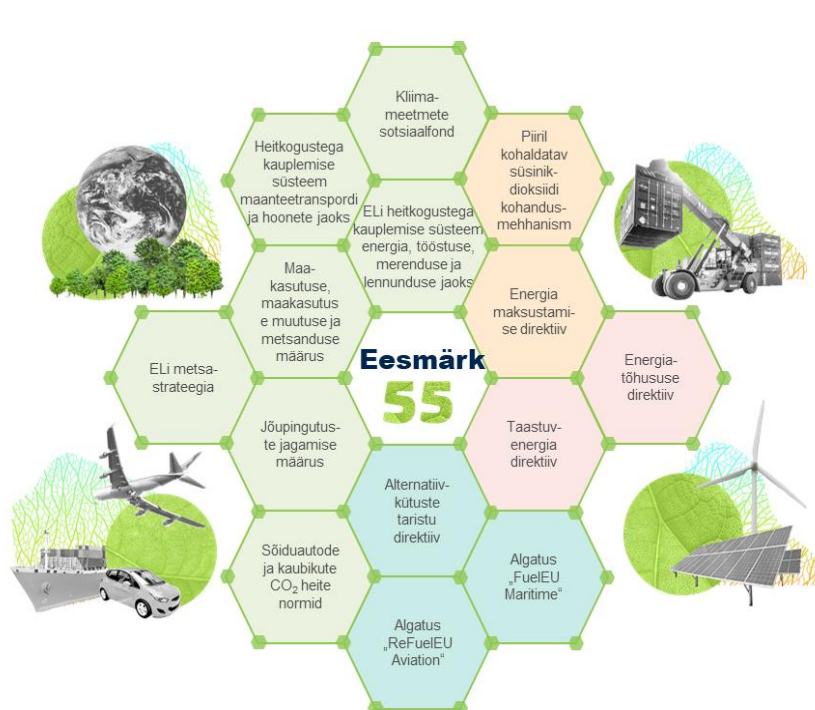 Kliima-
meetmete
sotsiaalfond
Heitkogustega
kauplemise
süsteem
maanteetranspordi
ja hoonete jaoks
Piiril
kohaldatav
süsinik-
dioksiidi
kohandus-
mehhanism
ELi heitkogustega
kauplemise süsteem
energia, tööstuse,
merenduse ja
lennunduse jaoks
Maa-
kasutuse,
maakasutus
e muutuse ja
metsanduse
määrus
Energia
maksustami-
se direktiiv
ELi metsa-
strateegia
Eesmärk
55
Energia-
tõhususe
direktiiv
Jõupingutus-
te jagamise
määrus
Taastuv-
energia
direktiiv
Alternatiiv-
kütuste
taristu
direktiiv
Sõiduautode
ja kaubikute
CO₂ heite
normid
Algatus
„FuelEU
Maritime“
Algatus
„ReFuelEU
Aviation“